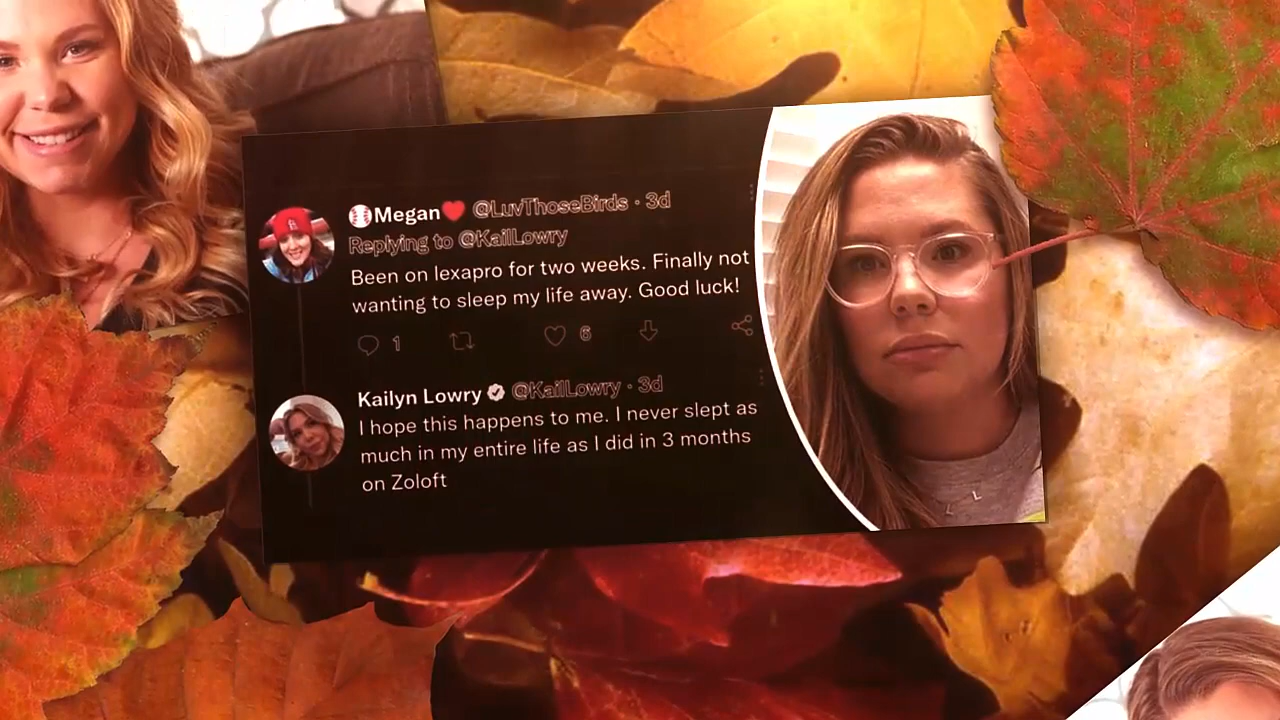 Megan @LuvThoseBirds · 3d
Replying to @KailLowry
Been on lexapro for two weeks. Finally not
wanting to sleep my life away. Good luck!
1 6
Kailyn Lowry @KailLowry · 3d
I hope this happens to me. I never slept as
much in my entire life as I did in 3 months
on Zoloft
L L